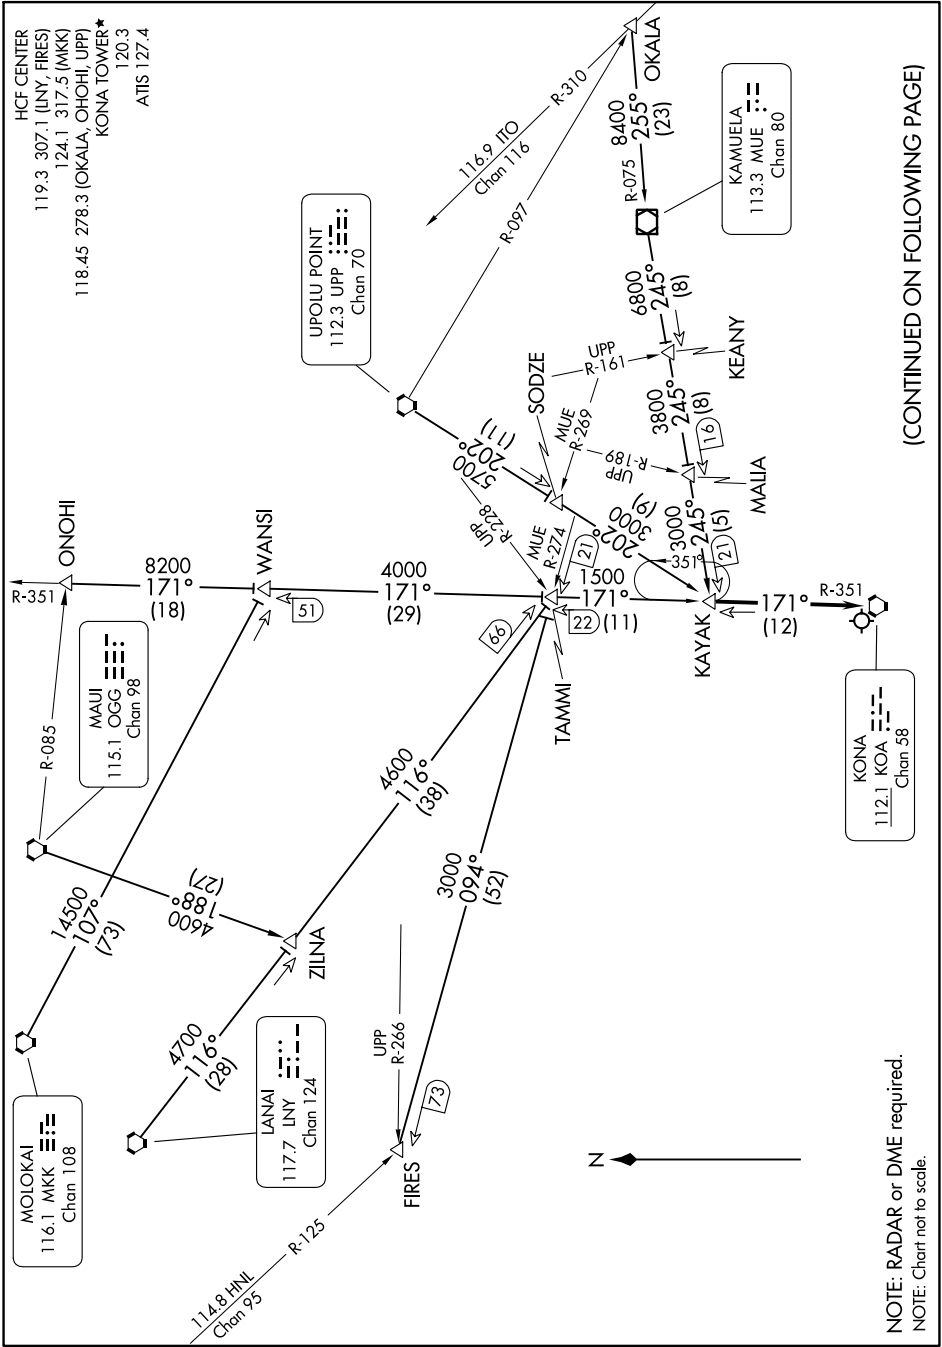 HCF CENTER
119.3 307.1 (LNY, FIRES)
124.1 317.5 (MKK)
118.45 278.3 (OKALA, OHOHI, UPP)
KONA TOWER★
120.3
ATIS 127.4
MOLOKAI
116.1 MKK
Chan 108
MAUI
115.1 OGG
Chan 98
R-085
R-351
ONOHI
8200
171°
(18)
WANSI
51
4000
171°
(29)
14500
107°
(73)
4600
188°
(27)
ZILNA
4700
116°
(28)
LANAI
117.7 LNY
Chan 124
4600
116°
(38)
66
114.8 HNL
Chan 95
R-125
FIRES
UPP
R-266
73
3000
094°
(52)
TAMMI
22
21
1500
171°
(11)
UPP
R-228
MUE
R-274
UPOLU POINT
112.3 UPP
Chan 70
5700
202°
(11)
SODZE
MUE
R-269
UPP
R-161
UPP
R-189
3000
202°
(9)
116.9 ITO
Chan 116
R-310
R-097
OKALA
8400
255°
(23)
R-075
KAMUELA
113.3 MUE
Chan 80
6800
245°
(8)
KEANY
3800
245°
(8)
16
MALIA
3000
245°
(5)
21
351°
KAYAK
171°
(12)
R-351
KONA
112.1 KOA
Chan 58
N
NOTE: RADAR or DME required.
NOTE: Chart not to scale.
(CONTINUED ON FOLLOWING PAGE)